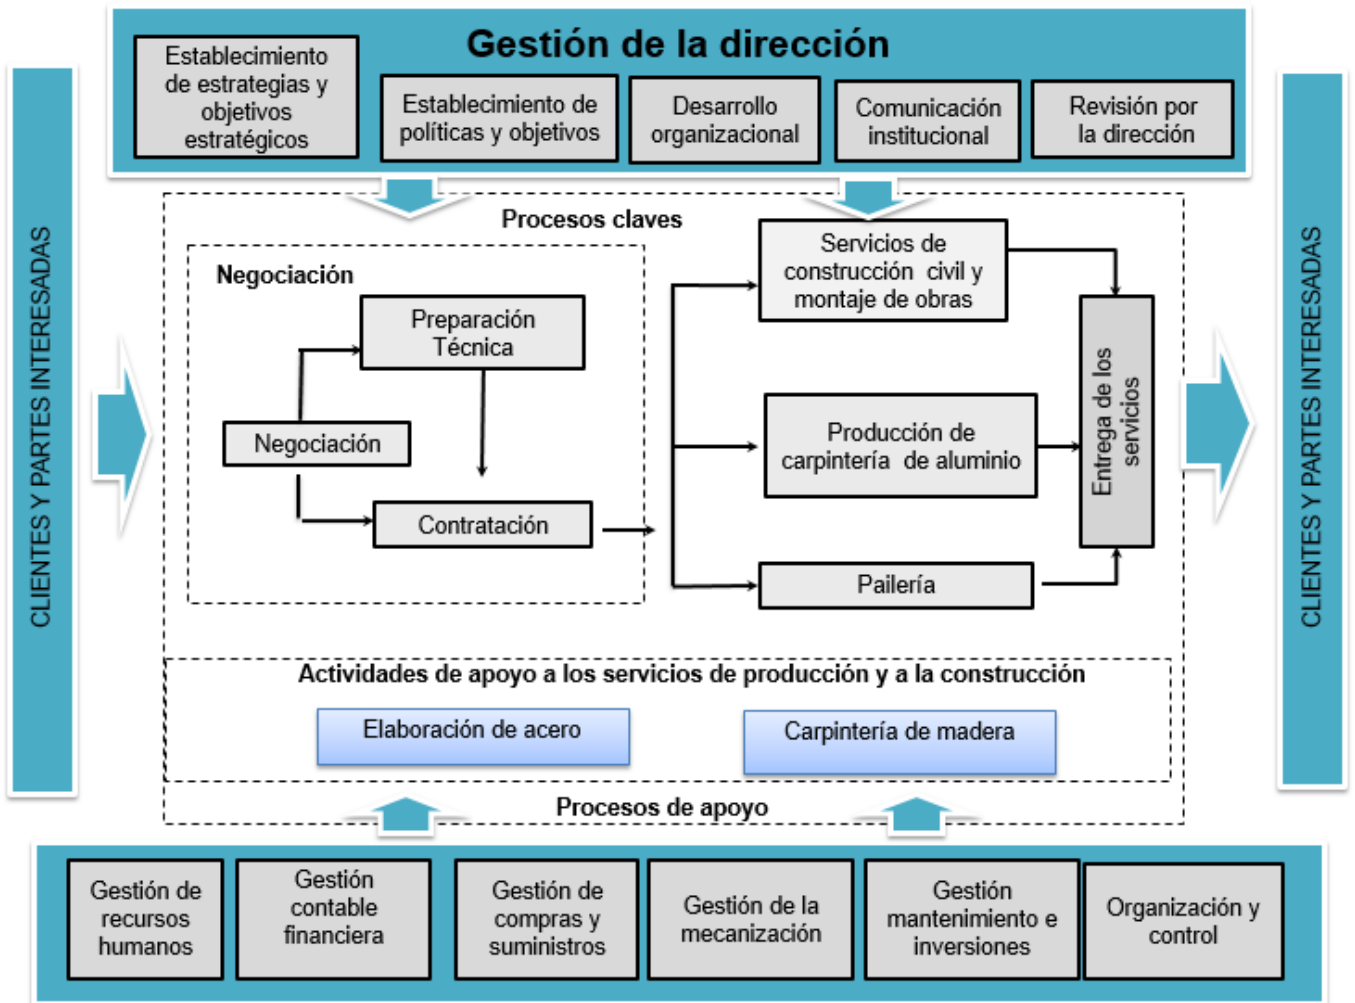 Gestión de la dirección
Establecimiento
de estrategias y
objetivos
estratégicos
Establecimiento de
políticas y objetivos
Desarrollo
organizacional
Comunicación
institucional
Revisión por
la dirección
CLIENTES Y PARTES INTERESADAS
Procesos claves
Negociación
Preparación
Técnica
Negociación
Contratación
Servicios de
construcción civil y
montaje de obras
Producción de
carpintería de aluminio
Pailería
Entrega de los
servicios
CLIENTES Y PARTES INTERESADAS
Actividades de apoyo a los servicios de producción y a la construcción
Elaboración de acero
Carpintería de madera
Procesos de apoyo
Gestión de
recursos
humanos
Gestión
contable
financiera
Gestión de
compras y
suministros
Gestión de la
mecanización
Gestión
mantenimiento e
inversiones
Organización y
control